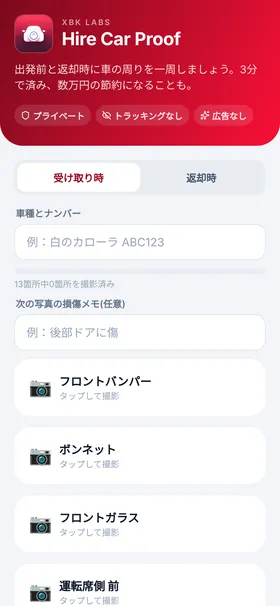 XBK LABS
Hire Car Proof
出発前と返却時に車の周りを一周しましょう。3分
で済み、数万円の節約になることも。
プライベート
トラッキングなし
広告なし
受け取り時
返却時
車種とナンバー
例：白のカローラ ABC123
13箇所中0箇所を撮影済み
次の写真の損傷メモ(任意)
例：後部ドアに傷
フロントバンパー
タップして撮影
ボンネット
タップして撮影
フロントガラス
タップして撮影
運転席側 前
タップして撮影